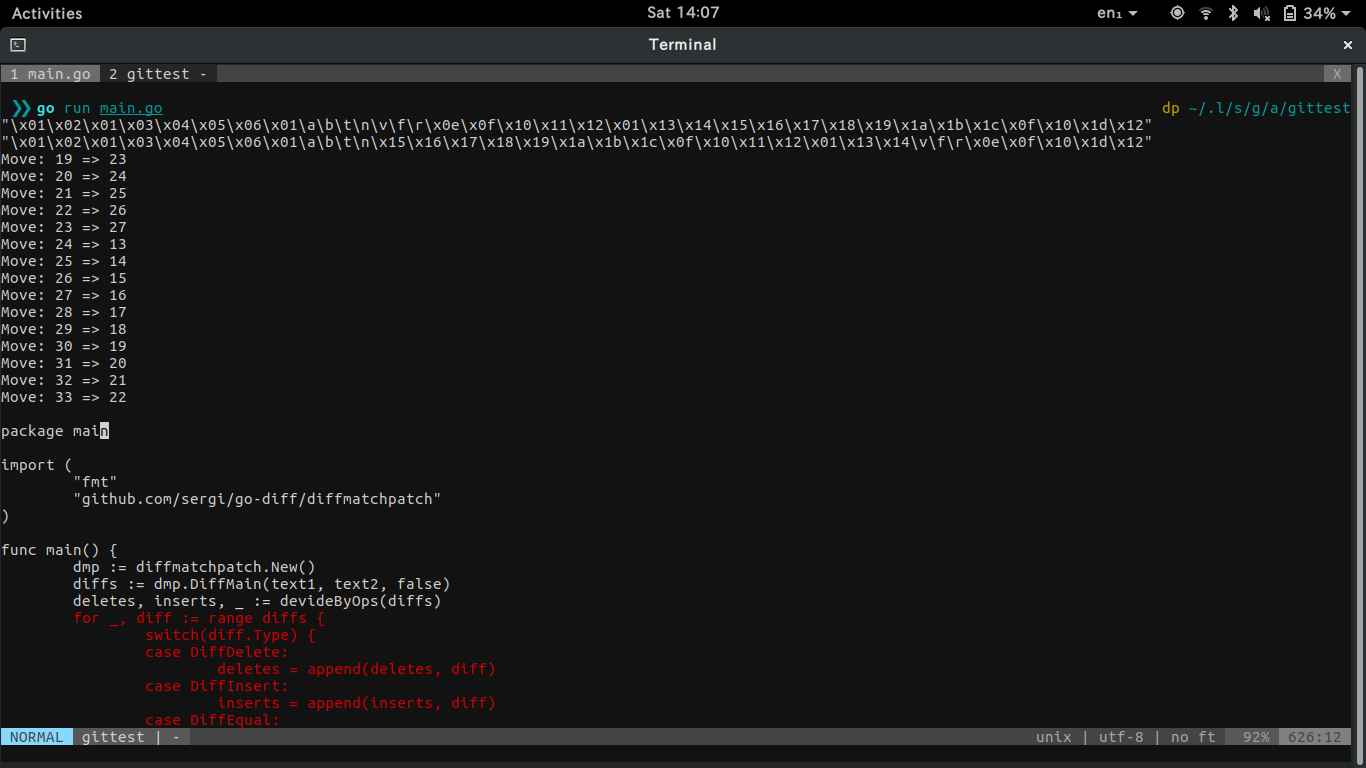 Activities Sat 14:07 en₁ 34%
Terminal ×
1 main.go 2 gittest - X
❯❯ go run main.go dp ~/.l/s/g/a/gittest
"\x01\x02\x01\x03\x04\x05\x06\x01\a\b\t\n\v\f\r\x0e\x0f\x10\x11\x12\x01\x13\x14\x15\x16\x17\x18\x19\x1a\x1b\x1c\x0f\x10\x1d\x12"
"\x01\x02\x01\x03\x04\x05\x06\x01\a\b\t\n\x15\x16\x17\x18\x19\x1a\x1b\x1c\x0f\x10\x11\x12\x01\x13\x14\v\f\r\x0e\x0f\x10\x1d\x12"
Move: 19 => 23
Move: 20 => 24
Move: 21 => 25
Move: 22 => 26
Move: 23 => 27
Move: 24 => 13
Move: 25 => 14
Move: 26 => 15
Move: 27 => 16
Move: 28 => 17
Move: 29 => 18
Move: 30 => 19
Move: 31 => 20
Move: 32 => 21
Move: 33 => 22
package main
import (
"fmt"
"github.com/sergi/go-diff/diffmatchpatch"
)
func main() {
dmp := diffmatchpatch.New()
diffs := dmp.DiffMain(text1, text2, false)
deletes, inserts, _ := devideByOps(diffs)
for _, diff := range diffs {
switch(diff.Type) {
case DiffDelete:
deletes = append(deletes, diff)
case DiffInsert:
inserts = append(inserts, diff)
case DiffEqual:
NORMAL gittest | - unix | utf-8 | no ft 92% 626:12